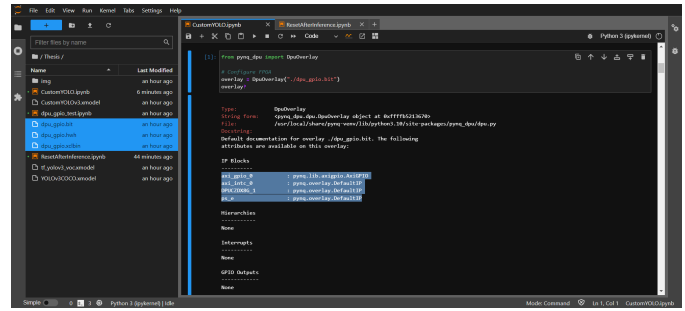 File Edit View Run Kernel Tabs Settings Help
CustomYOLO.ipynb × ResetAfterInference.ipynb × +
Code Python 3 (ipykernel)
Filter files by name
/ Thesis /
Name Last Modified
img an hour ago
CustomYOLO.ipynb 6 minutes ago
CustomYOLOv3.xmodel an hour ago
dpu_gpio_test.ipynb an hour ago
dpu_gpio.bit an hour ago
dpu_gpio.hwh an hour ago
dpu_gpio.xclbin an hour ago
ResetAfterInference.ipynb 44 minutes ago
tf_yolov3_voc.xmodel an hour ago
YOLOv3COCO.xmodel an hour ago
[1]: from pynq_dpu import DpuOverlay
# Configure FPGA
overlay = DpuOverlay("./dpu_gpio.bit")
overlay?
Type: DpuOverlay
String form: <pynq_dpu.dpu.DpuOverlay object at 0xffff65213670>
File: /usr/local/share/pynq-venv/lib/python3.10/site-packages/pynq_dpu/dpu.py
Docstring:
Default documentation for overlay ./dpu_gpio.bit. The following
attributes are available on this overlay:
IP Blocks
----------
axi_gpio_0 : pynq.lib.axigpio.AxiGPIO
axi_intc_0 : pynq.overlay.DefaultIP
DPUCZDX8G_1 : pynq.overlay.DefaultIP
ps_e : pynq.overlay.DefaultIP
Hierarchies
-----------
None
Interrupts
----------
None
GPIO Outputs
------------
None
Simple 0 3 Python 3 (ipykernel) | Idle Mode: Command Ln 1, Col 1 CustomYOLO.ipynb